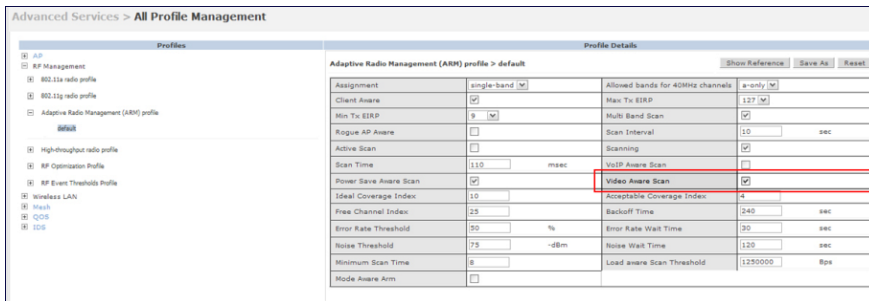 Advanced Services > All Profile Management
Profiles
Profile Details
AP
RF Management
802.11a radio profile
802.11g radio profile
Adaptive Radio Management (ARM) profile
default
High-throughput radio profile
RF Optimization Profile
RF Event Thresholds Profile
Wireless LAN
Mesh
QOS
IDS
Adaptive Radio Management (ARM) profile > default
Show Reference Save As Reset
Assignment single-band Allowed bands for 40MHz channels a-only
Client Aware Max Tx EIRP 127
Min Tx EIRP 9 Multi Band Scan
Rogue AP Aware Scan Interval 10 sec
Active Scan Scanning
Scan Time 110 msec VoIP Aware Scan
Power Save Aware Scan Video Aware Scan
Ideal Coverage Index 10 Acceptable Coverage Index 4
Free Channel Index 25 Backoff Time 240 sec
Error Rate Threshold 50 % Error Rate Wait Time 30 sec
Noise Threshold 75 -dBm Noise Wait Time 120 sec
Minimum Scan Time 8 Load aware Scan Threshold 1250000 Bps
Mode Aware Arm